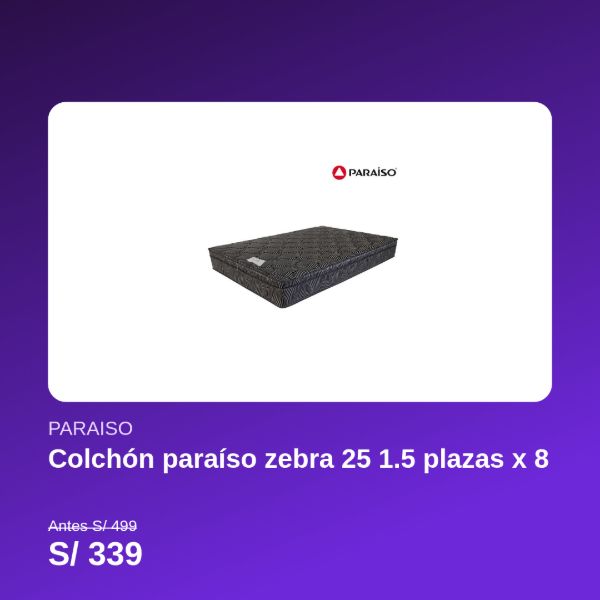 PARAÍSO
PARAISO
Colchón paraíso zebra 25 1.5 plazas x 8
Antes S/ 499
S/ 339